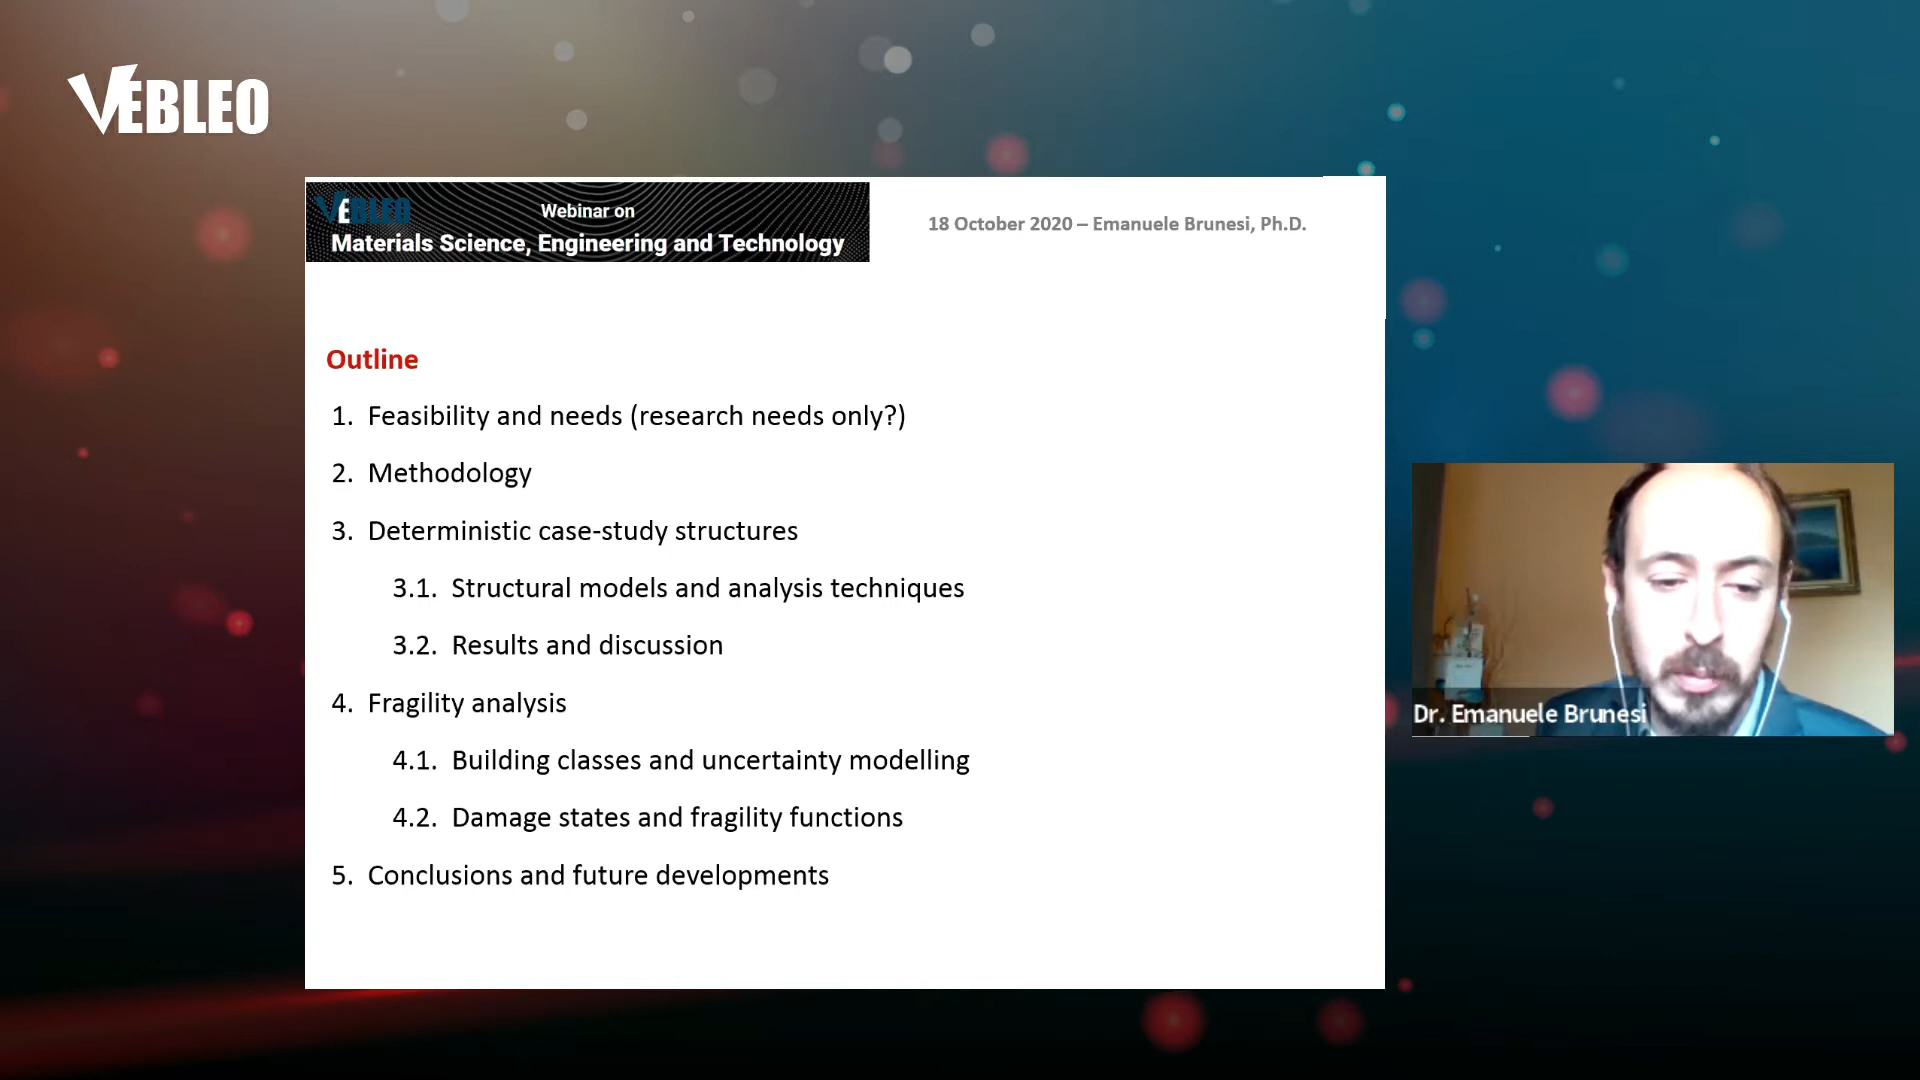 VEBLEO
VEBLEO
Webinar on
Materials Science, Engineering and Technology
18 October 2020 – Emanuele Brunesi, Ph.D.
Outline
1. Feasibility and needs (research needs only?)
2. Methodology
3. Deterministic case-study structures
3.1. Structural models and analysis techniques
3.2. Results and discussion
4. Fragility analysis
4.1. Building classes and uncertainty modelling
4.2. Damage states and fragility functions
5. Conclusions and future developments
Dr. Emanuele Brunesi